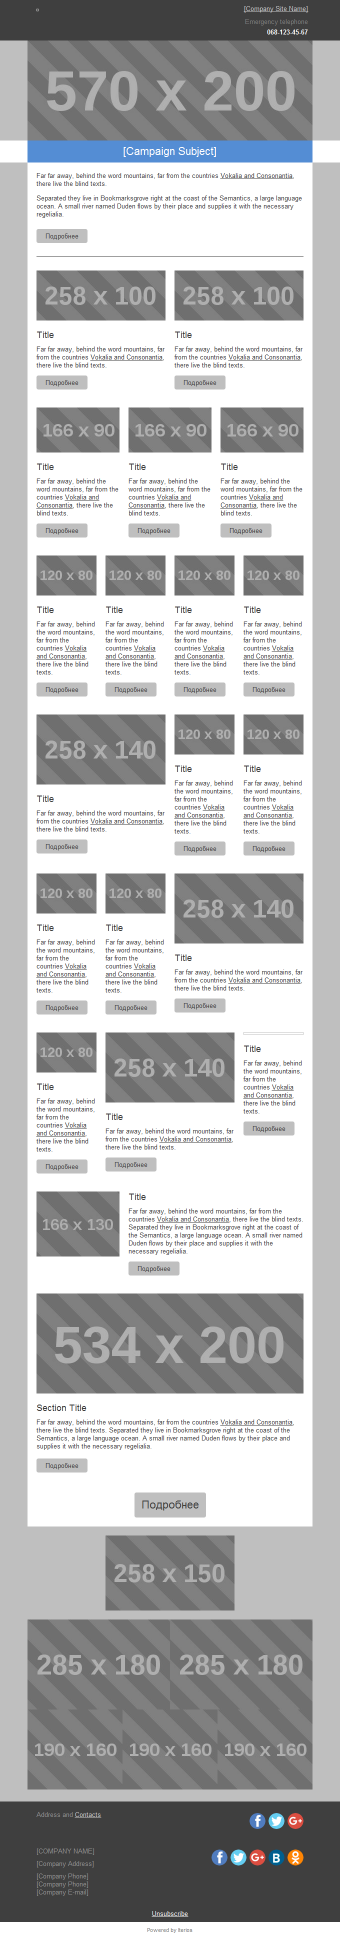 [Company Site Name]
Emergency telephone
068-123-45-67
570 x 200
[Campaign Subject]
Far far away, behind the word mountains, far from the countries Vokalia and Consonantia,
there live the blind texts.
Separated they live in Bookmarksgrove right at the coast of the Semantics, a large language
ocean. A small river named Duden flows by their place and supplies it with the necessary
regelialia.
Подробнее
258 x 100
258 x 100
Title
Far far away, behind the word mountains, far
from the countries Vokalia and Consonantia,
there live the blind texts.
Подробнее
Title
Far far away, behind the word mountains, far
from the countries Vokalia and Consonantia,
there live the blind texts.
Подробнее
166 x 90
166 x 90
166 x 90
Title
Far far away, behind the
word mountains, far from the
countries Vokalia and
Consonantia, there live the
blind texts.
Подробнее
Title
Far far away, behind the
word mountains, far from the
countries Vokalia and
Consonantia, there live the
blind texts.
Подробнее
Title
Far far away, behind the
word mountains, far from the
countries Vokalia and
Consonantia, there live the
blind texts.
Подробнее
120 x 80
120 x 80
120 x 80
120 x 80
Title
Far far away, behind
the word mountains,
far from the
countries Vokalia
and Consonantia,
there live the blind
texts.
Подробнее
Title
Far far away, behind
the word mountains,
far from the
countries Vokalia
and Consonantia,
there live the blind
texts.
Подробнее
Title
Far far away, behind
the word mountains,
far from the
countries Vokalia
and Consonantia,
there live the blind
texts.
Подробнее
Title
Far far away, behind
the word mountains,
far from the
countries Vokalia
and Consonantia,
there live the blind
texts.
Подробнее
258 x 140
Title
Far far away, behind the word mountains, far
from the countries Vokalia and Consonantia,
there live the blind texts.
Подробнее
120 x 80
Title
Far far away, behind
the word mountains,
far from the
countries Vokalia
and Consonantia,
there live the blind
texts.
Подробнее
120 x 80
Title
Far far away, behind
the word mountains,
far from the
countries Vokalia
and Consonantia,
there live the blind
texts.
Подробнее
120 x 80
Title
Far far away, behind
the word mountains,
far from the
countries Vokalia
and Consonantia,
there live the blind
texts.
Подробнее
120 x 80
Title
Far far away, behind
the word mountains,
far from the
countries Vokalia
and Consonantia,
there live the blind
texts.
Подробнее
258 x 140
Title
Far far away, behind the word mountains, far
from the countries Vokalia and Consonantia,
there live the blind texts.
Подробнее
120 x 80
Title
Far far away, behind
the word mountains,
far from the
countries Vokalia
and Consonantia,
there live the blind
texts.
Подробнее
258 x 140
Title
Far far away, behind the word mountains, far
from the countries Vokalia and Consonantia,
there live the blind texts.
Подробнее
Title
Far far away, behind
the word mountains,
far from the
countries Vokalia
and Consonantia,
there live the blind
texts.
Подробнее
166 x 130
Title
Far far away, behind the word mountains, far from the
countries Vokalia and Consonantia, there live the blind texts.
Separated they live in Bookmarksgrove right at the coast of
the Semantics, a large language ocean. A small river named
Duden flows by their place and supplies it with the
necessary regelialia.
Подробнее
534 x 200
Section Title
Far far away, behind the word mountains, far from the countries Vokalia and Consonantia,
there live the blind texts. Separated they live in Bookmarksgrove right at the coast of the
Semantics, a large language ocean. A small river named Duden flows by their place and
supplies it with the necessary regelialia.
Подробнее
Подробнее
258 x 150
285 x 180
285 x 180
190 x 160
190 x 160
190 x 160
Address and Contacts
[COMPANY NAME]
[Company Address]
[Company Phone]
[Company Phone]
[Company E-mail]
Unsubscribe
Powered by